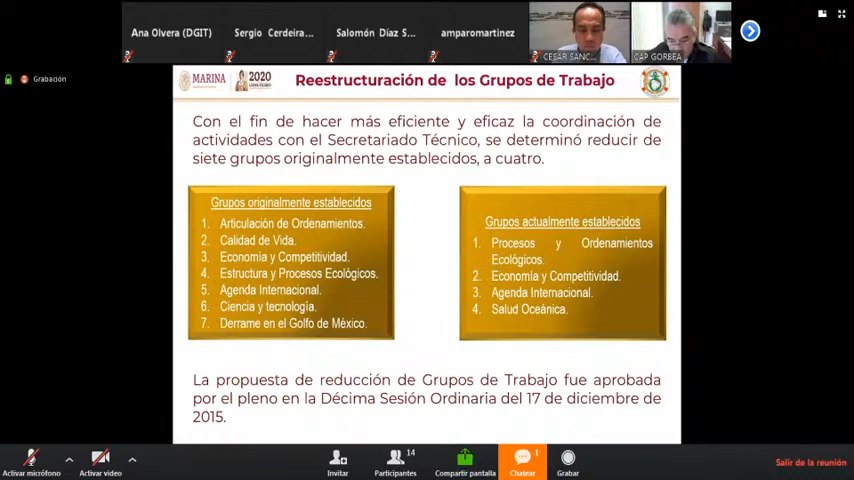 Ana Olvera (DGIT)
Sergio Cerdeira...
Salomón Díaz S...
amparomartinez
CESAR SANC...
CAP GORBEA
Grabación
MARINA
2020
Reestructuración de los Grupos de Trabajo
Con el fin de hacer más eficiente y eficaz la coordinación de
actividades con el Secretariado Técnico, se determinó reducir de
siete grupos originalmente establecidos, a cuatro.
Grupos originalmente establecidos
1. Articulación de Ordenamientos.
2. Calidad de Vida.
3. Economía y Competitividad.
4. Estructura y Procesos Ecológicos.
5. Agenda Internacional.
6. Ciencia y tecnología.
7. Derrame en el Golfo de México.
Grupos actualmente establecidos
1. Procesos y Ordenamientos
Ecológicos.
2. Economía y Competitividad.
3. Agenda Internacional.
4. Salud Oceánica.
La propuesta de reducción de Grupos de Trabajo fue aprobada
por el pleno en la Décima Sesión Ordinaria del 17 de diciembre de
2015.
Activar micrófono
Activar video
Invitar
14
Participantes
Compartir pantalla
1
Chatear
Grabar
Salir de la reunión